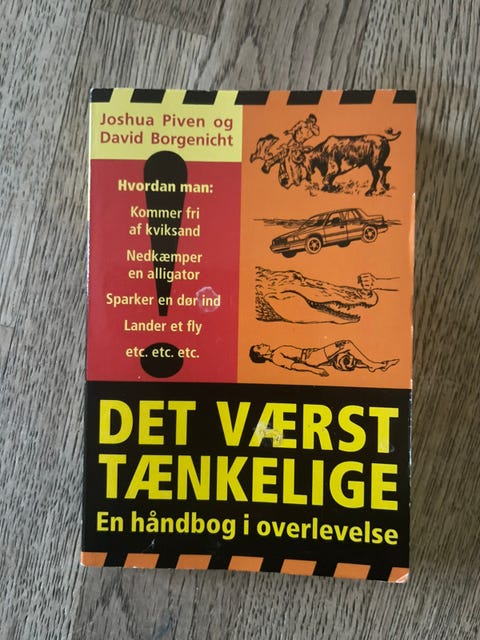 Joshua Piven og
David Borgenicht
Hvordan man:
Kommer fri
af kviksand
Nedkæmper
en alligator
Sparker en dør ind
Lander et fly
etc. etc. etc.
DET VÆRST
TÆNKELIGE
En håndbog i overlevelse